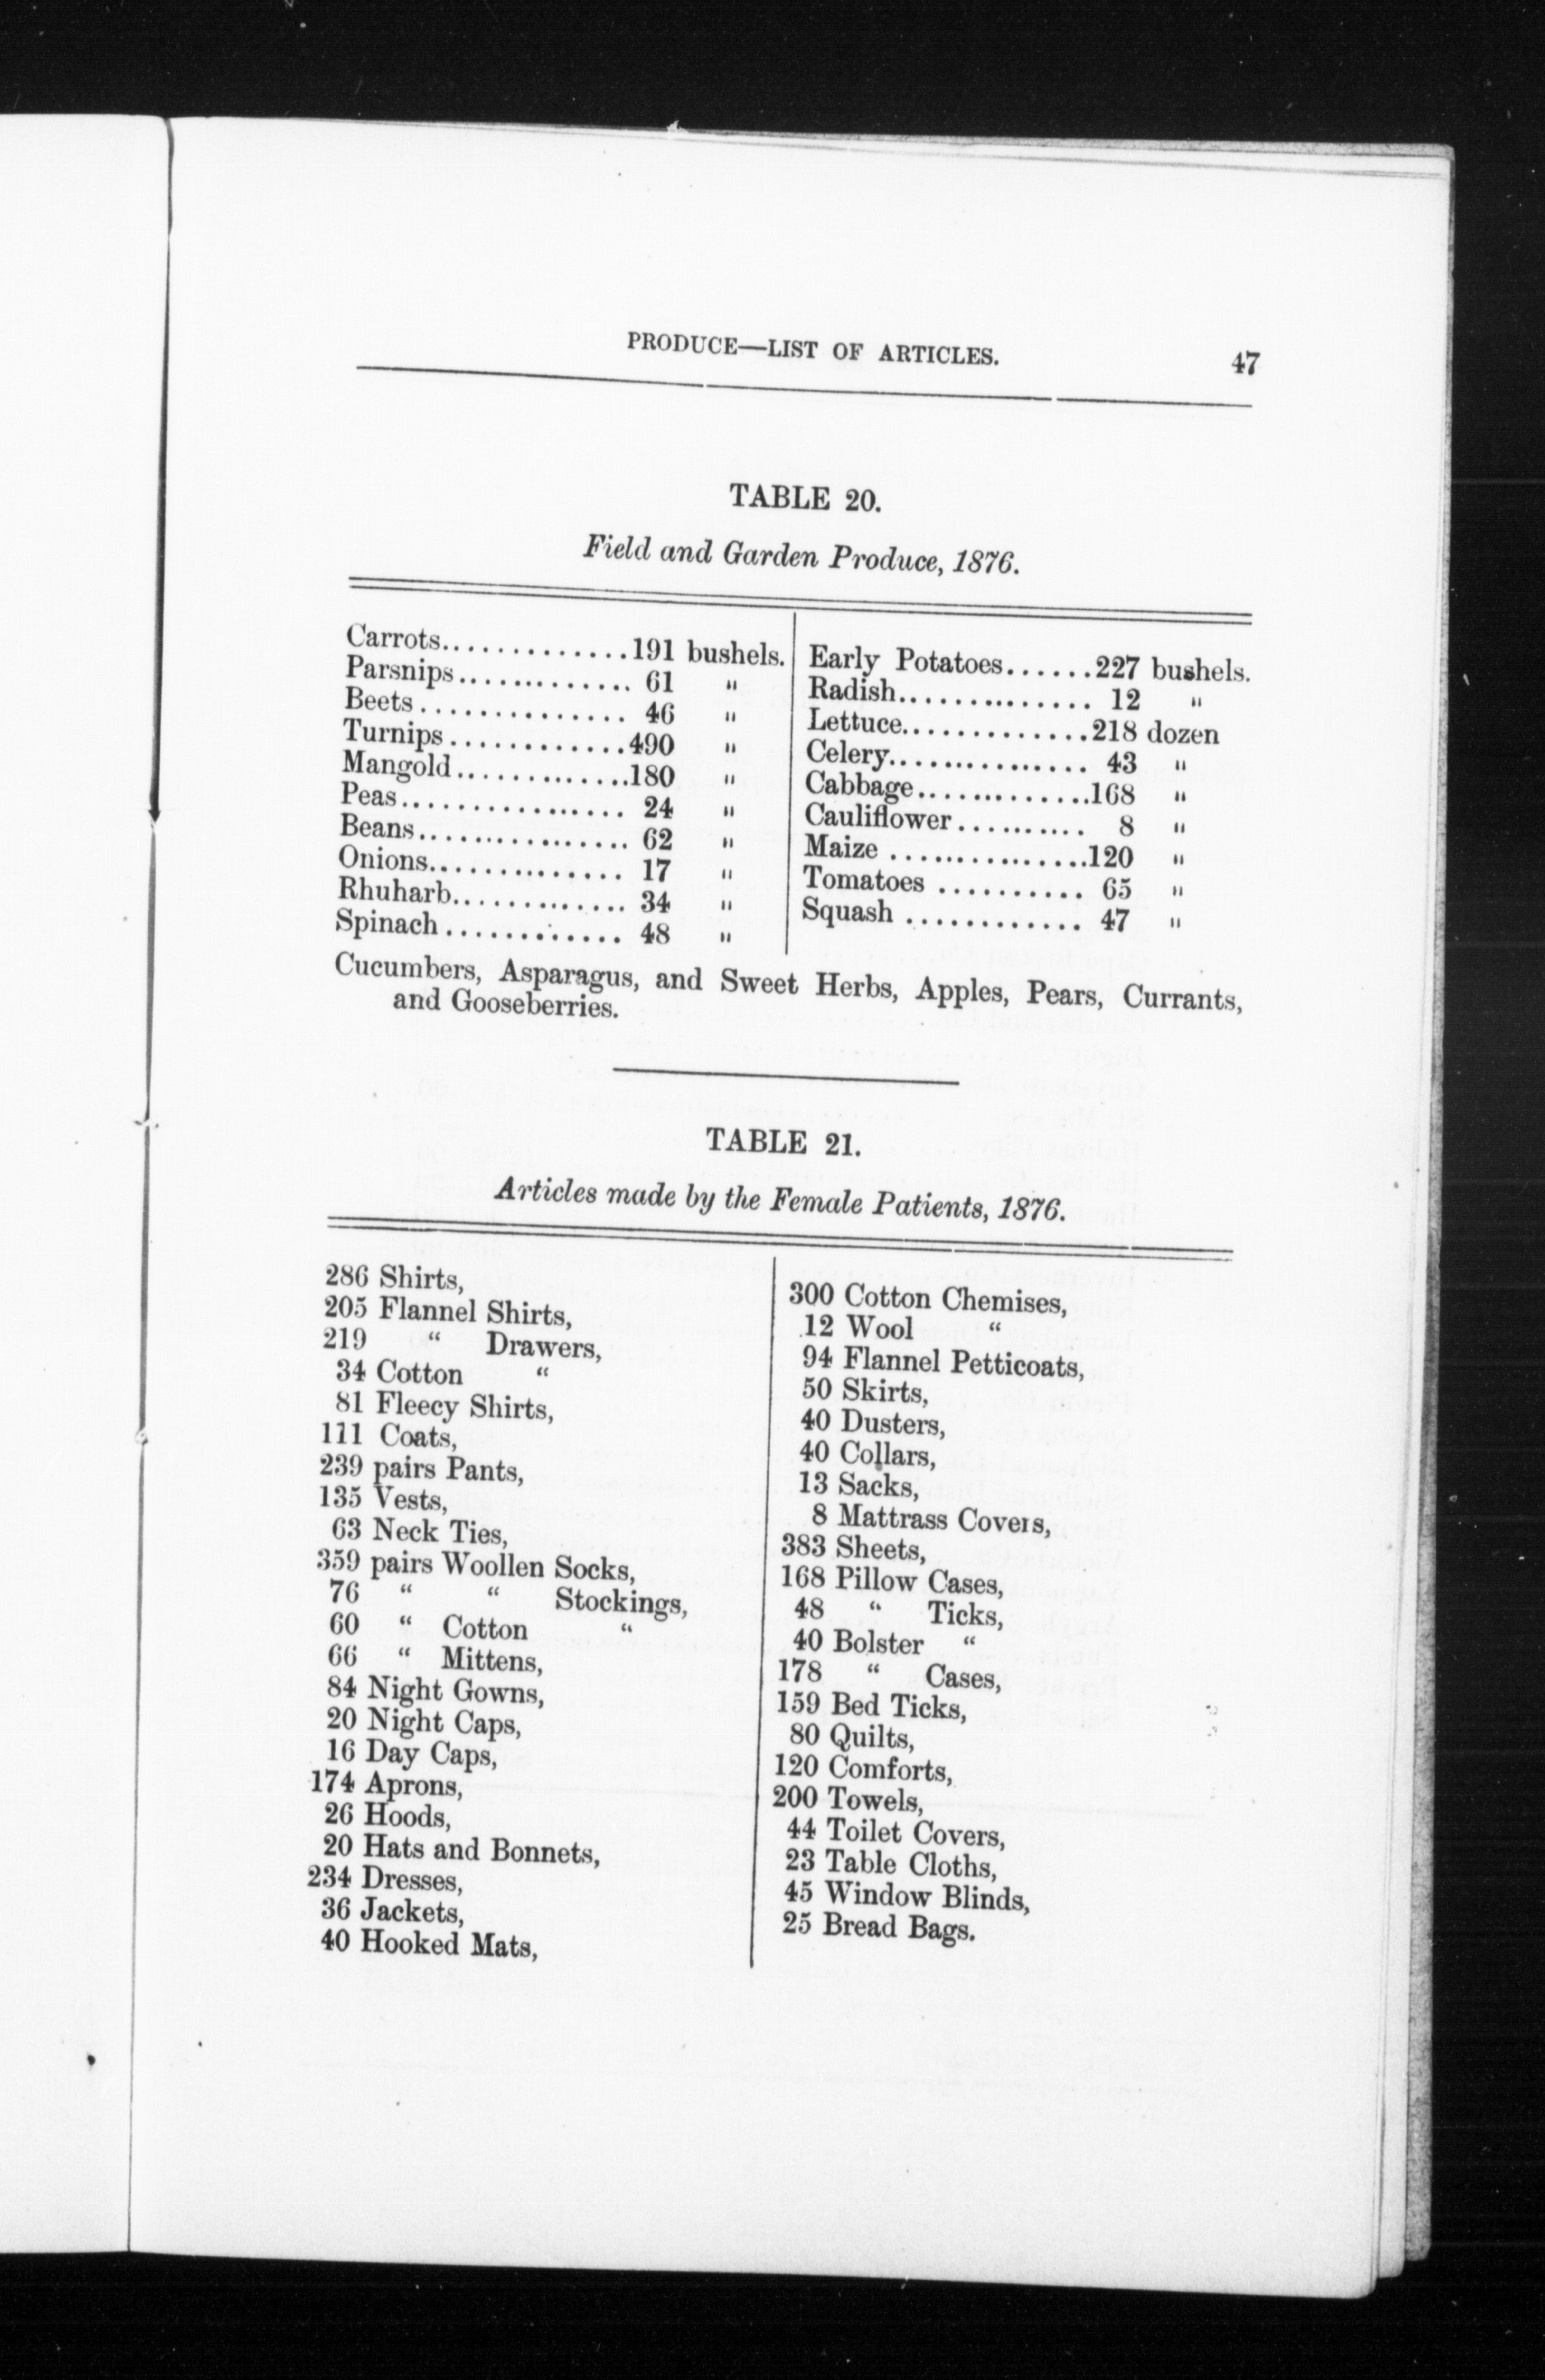 PRODUCE—LIST OF ARTICLES. 47
TABLE 20.
Field and Garden Produce, 1876.
Carrots..............191 bushels.
Parsnips............. 61 "
Beets............... 46 "
Turnips.............490 "
Mangold.............180 "
Peas................ 24 "
Beans............... 62 "
Onions.............. 17 "
Rhuharb............. 34 "
Spinach............. 48 "
Early Potatoes......227 bushels.
Radish.............. 12 "
Lettuce..............218 dozen
Celery............... 43 "
Cabbage.............168 "
Cauliflower.......... 8 "
Maize ...............120 "
Tomatoes .......... 65 "
Squash ............ 47 "
Cucumbers, Asparagus, and Sweet Herbs, Apples, Pears, Currants,
and Gooseberries.
TABLE 21.
Articles made by the Female Patients, 1876.
286 Shirts,
205 Flannel Shirts,
219 “ Drawers,
34 Cotton “
81 Fleecy Shirts,
111 Coats,
239 pairs Pants,
135 Vests,
63 Neck Ties,
359 pairs Woollen Socks,
76 “ “ Stockings,
60 “ Cotton “
66 “ Mittens,
84 Night Gowns,
20 Night Caps,
16 Day Caps,
174 Aprons,
26 Hoods,
20 Hats and Bonnets,
234 Dresses,
36 Jackets,
40 Hooked Mats,
300 Cotton Chemises,
12 Wool “
94 Flannel Petticoats,
50 Skirts,
40 Dusters,
40 Collars,
13 Sacks,
8 Mattrass Covers,
383 Sheets,
168 Pillow Cases,
48 “ Ticks,
40 Bolster “
178 “ Cases,
159 Bed Ticks,
80 Quilts,
120 Comforts,
200 Towels,
44 Toilet Covers,
23 Table Cloths,
45 Window Blinds,
25 Bread Bags.